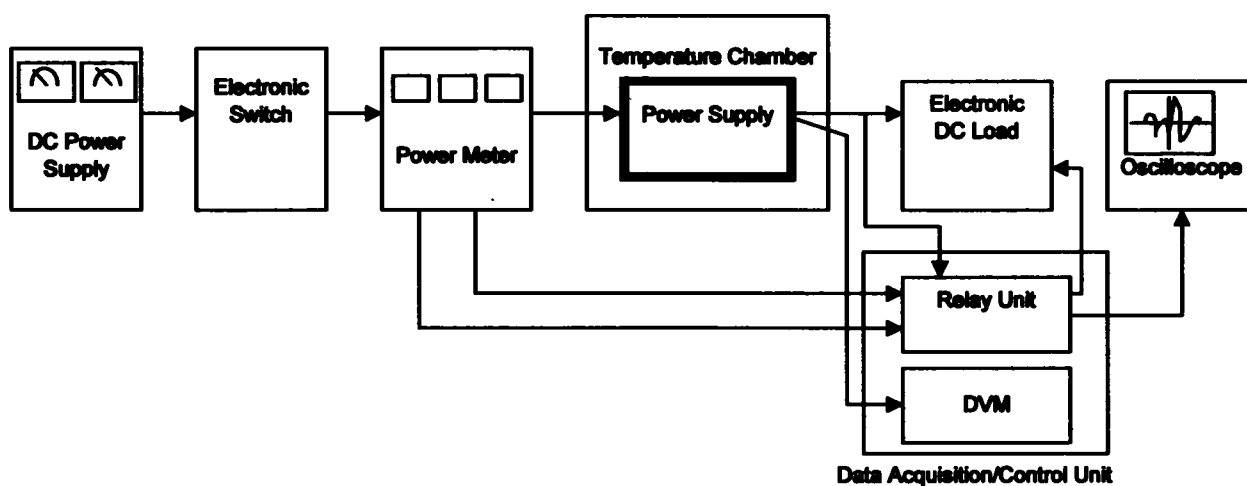 DC Power
Supply
Electronic
Switch
Power Meter
Temperature Chamber
Power Supply
Electronic
DC Load
Oscilloscope
Relay Unit
DVM
Data Acquisition/Control Unit